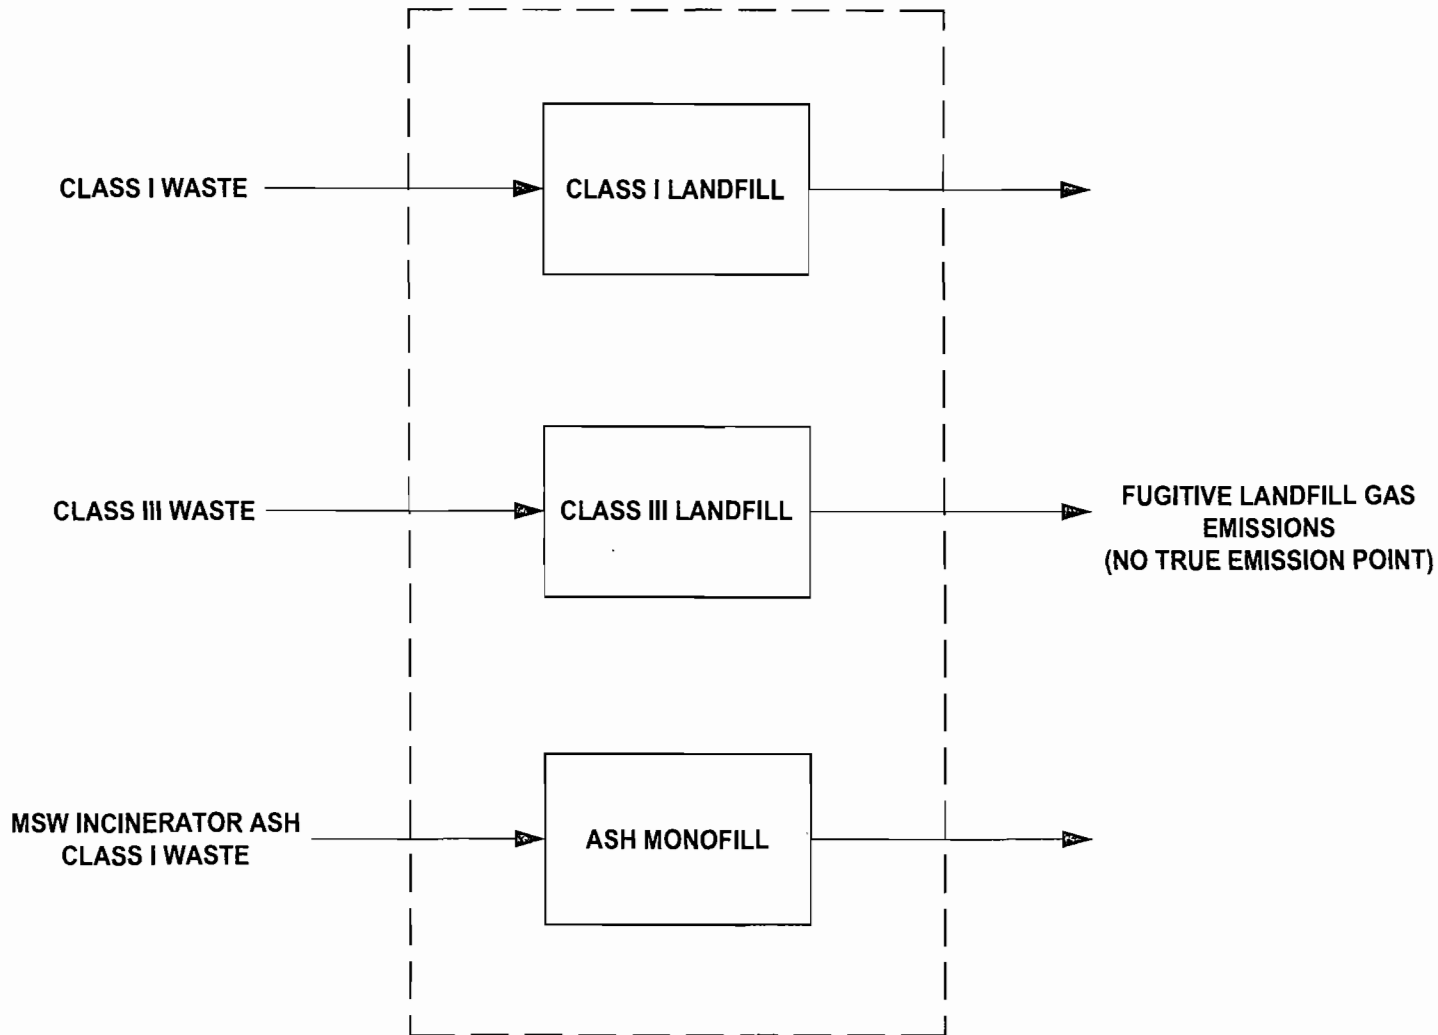 CLASS I WASTE
CLASS I LANDFILL
CLASS III WASTE
CLASS III LANDFILL
FUGITIVE LANDFILL GAS
EMISSIONS
(NO TRUE EMISSION POINT)
MSW INCINERATOR ASH
CLASS I WASTE
ASH MONOFILL